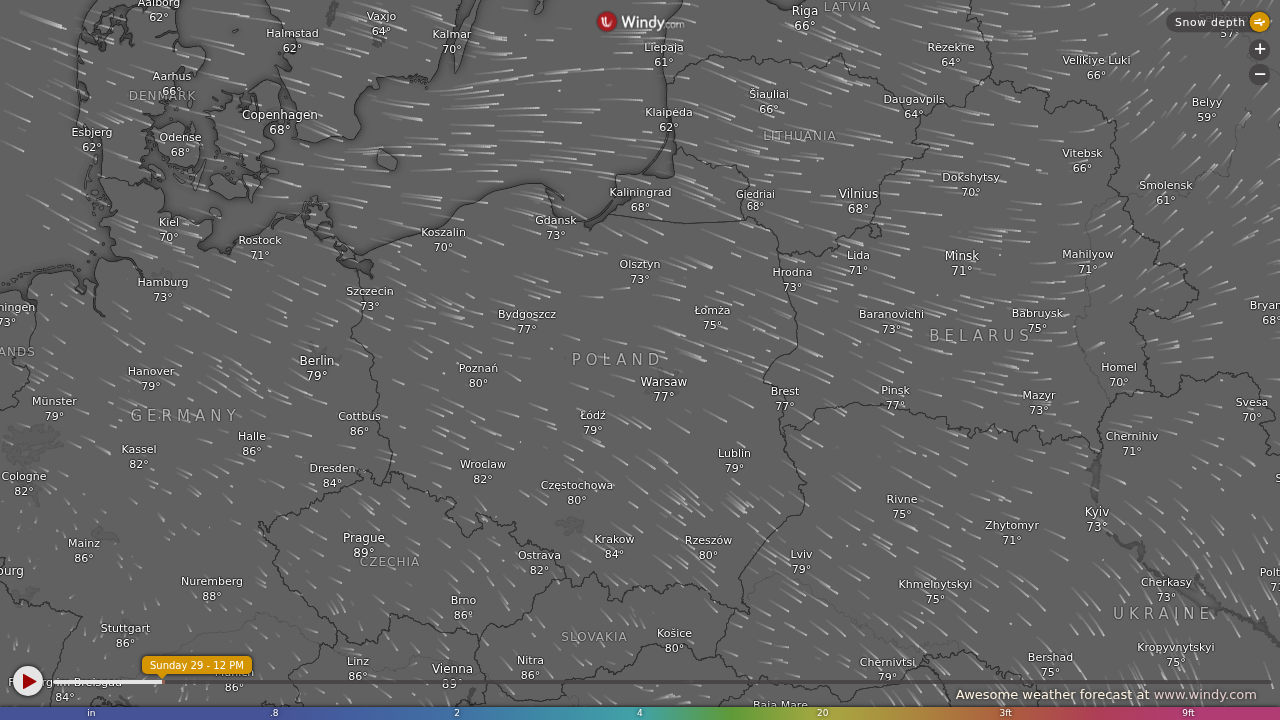 Aalborg
62°
Halmstad
62°
Vaxjo
64°
Kalmar
70°
Windy.com
Liepaja
61°
Riga
66°
LATVIA
Rēzekne
64°
Velikiye Luki
66°
Snow depth
57°
+
−
Aarhus
66°
DENMARK
Copenhagen
68°
Esbjerg
62°
Odense
68°
Klaipėda
62°
Šiauliai
66°
LITHUANIA
Daugavpils
64°
Belyy
59°
Vitebsk
66°
Smolensk
61°
Kiel
70°
Rostock
71°
Koszalin
70°
Gdansk
73°
Kaliningrad
68°
Giedriai
68°
Vilnius
68°
Dokshytsy
70°
Hamburg
73°
Szczecin
73°
Olsztyn
73°
Hrodna
73°
Lida
71°
Minsk
71°
Mahilyow
71°
73°
Bydgoszcz
77°
Łomża
75°
Baranovichi
73°
Babruysk
75°
68°
BELARUS
Hanover
79°
Berlin
79°
Poznań
80°
POLAND
Warsaw
77°
Brest
77°
Pinsk
77°
Mazyr
73°
Homel
70°
Svesa
70°
Münster
79°
GERMANY
Cottbus
86°
Łódź
79°
Kassel
82°
Halle
86°
Lublin
79°
Chernihiv
71°
Cologne
82°
Dresden
84°
Wroclaw
82°
Częstochowa
80°
Rivne
75°
Zhytomyr
71°
Kyiv
73°
Mainz
86°
Prague
89°
CZECHIA
Ostrava
82°
Krakow
84°
Rzeszów
80°
Lviv
79°
Nuremberg
88°
Brno
86°
Khmelnytskyi
75°
Cherkasy
73°
UKRAINE
Stuttgart
86°
SLOVAKIA
Košice
80°
Kropyvnytskyi
75°
Sunday 29 - 12 PM
84°
86°
Linz
86°
Vienna
89°
Nitra
86°
Chernivtsi
79°
Bershad
75°
Baia Mare
Awesome weather forecast at www.windy.com
in .8 2 4 20 3ft 9ft